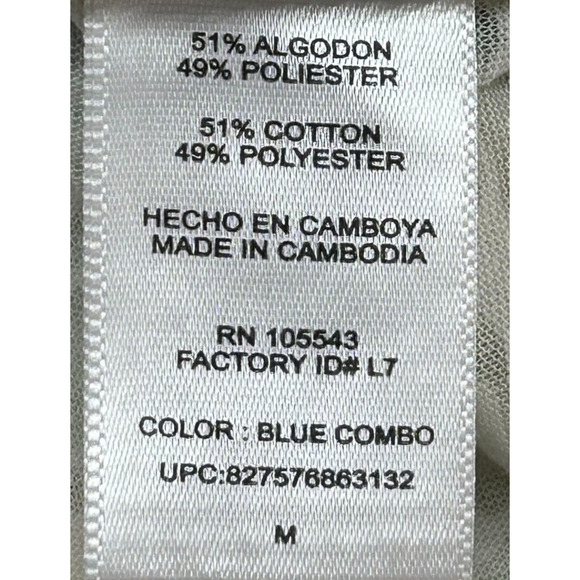 51% ALGODON
49% POLIESTER
51% COTTON
49% POLYESTER
HECHO EN CAMBOYA
MADE IN CAMBODIA
RN 105543
FACTORY ID# L7
COLOR : BLUE COMBO
UPC:827576863132
M